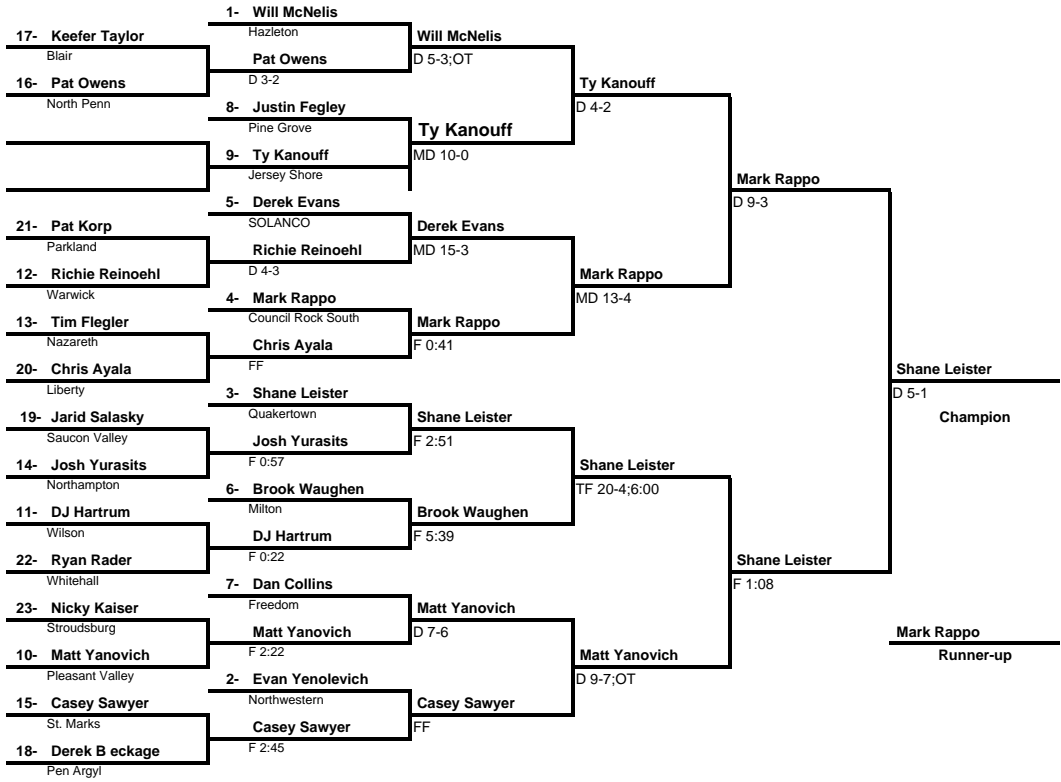 1- Will McNelis
Hazleton
17- Keefer Taylor
Will McNelis
Blair
Pat Owens
D 5-3;OT
D 3-2
16- Pat Owens
Ty Kanouff
North Penn
8- Justin Fegley
D 4-2
Pine Grove
Ty Kanouff
9- Ty Kanouff
MD 10-0
Jersey Shore
Mark Rappo
D 9-3
5- Derek Evans
SOLANCO
21- Pat Korp
Derek Evans
Parkland
Richie Reinoehl
MD 15-3
D 4-3
12- Richie Reinoehl
Mark Rappo
Warwick
4- Mark Rappo
MD 13-4
Council Rock South
13- Tim Flegler
Mark Rappo
Nazareth
Chris Ayala
F 0:41
FF
20- Chris Ayala
Shane Leister
Liberty
3- Shane Leister
D 5-1
Quakertown
19- Jarid Salasky
Shane Leister
Champion
Saucon Valley
Josh Yurasits
F 2:51
F 0:57
14- Josh Yurasits
Shane Leister
Northampton
6- Brook Waughen
TF 20-4;6:00
Milton
11- DJ Hartrum
Brook Waughen
Wilson
DJ Hartrum
F 5:39
F 0:22
22- Ryan Rader
Shane Leister
Whitehall
7- Dan Collins
F 1:08
Freedom
23- Nicky Kaiser
Matt Yanovich
Stroudsburg
Matt Yanovich
D 7-6
Mark Rappo
F 2:22
10- Matt Yanovich
Matt Yanovich
Runner-up
Pleasant Valley
2- Evan Yenolevich
D 9-7;OT
Northwestern
15- Casey Sawyer
Casey Sawyer
St. Marks
Casey Sawyer
FF
F 2:45
18- Derek B eckage
Pen Argyl